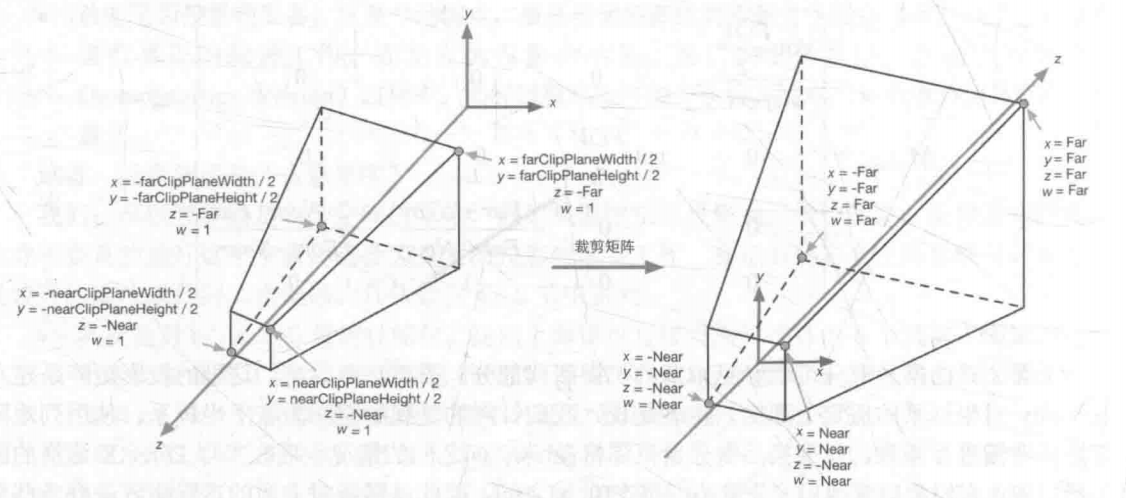 y
x
x = farClipPlaneWidth / 2
y = farClipPlaneHeight / 2
z = -Far
w = 1
x = -farClipPlaneWidth / 2
y = -farClipPlaneHeight / 2
z = -Far
w = 1
x = -nearClipPlaneWidth / 2
y = -nearClipPlaneHeight / 2
z = -Near
w = 1
x = nearClipPlaneWidth / 2
y = nearClipPlaneHeight / 2
z = -Near
w = 1
z
裁剪矩阵
z
x = Far
y = Far
z = Far
w = Far
x = -Far
y = -Far
z = Far
w = Far
y
x
x = -Near
y = -Near
z = -Near
w = Near
x = Near
y = Near
z = -Near
w = Near